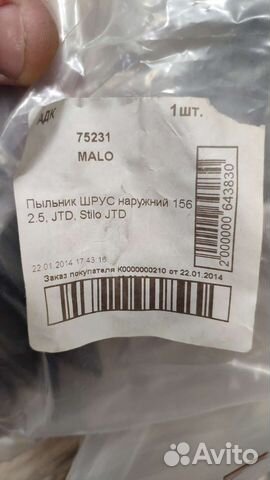 АДК 1шт.
75231
MALO
Пыльник ШРУС наружний 156
2.5, JTD, Stilo JTD
2000000643830
22.01.2014 17:43:16
Заказ покупателя К0000000210 от 22.01.2014
Avito